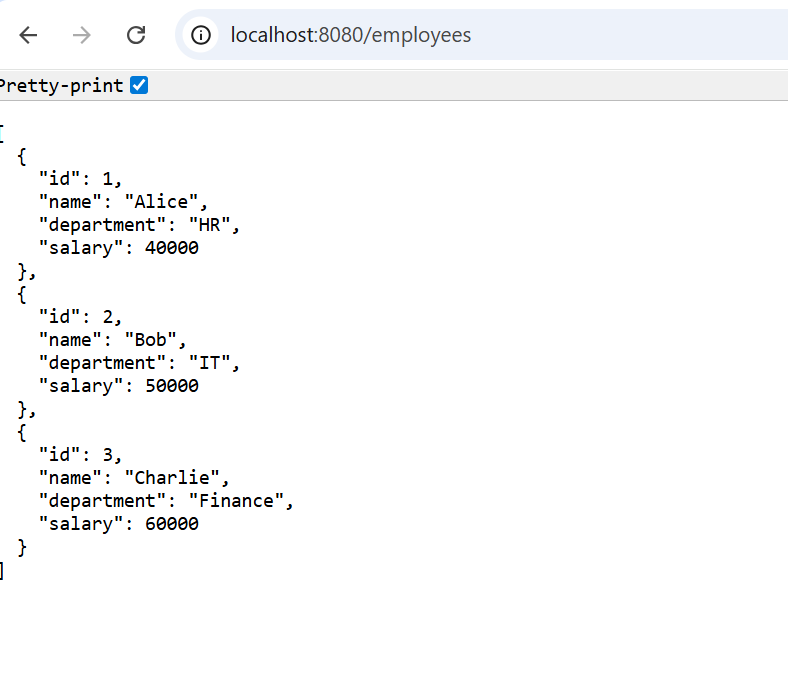 localhost:8080/employees
Pretty-print
[
  {
    "id": 1,
    "name": "Alice",
    "department": "HR",
    "salary": 40000
  },
  {
    "id": 2,
    "name": "Bob",
    "department": "IT",
    "salary": 50000
  },
  {
    "id": 3,
    "name": "Charlie",
    "department": "Finance",
    "salary": 60000
  }
]